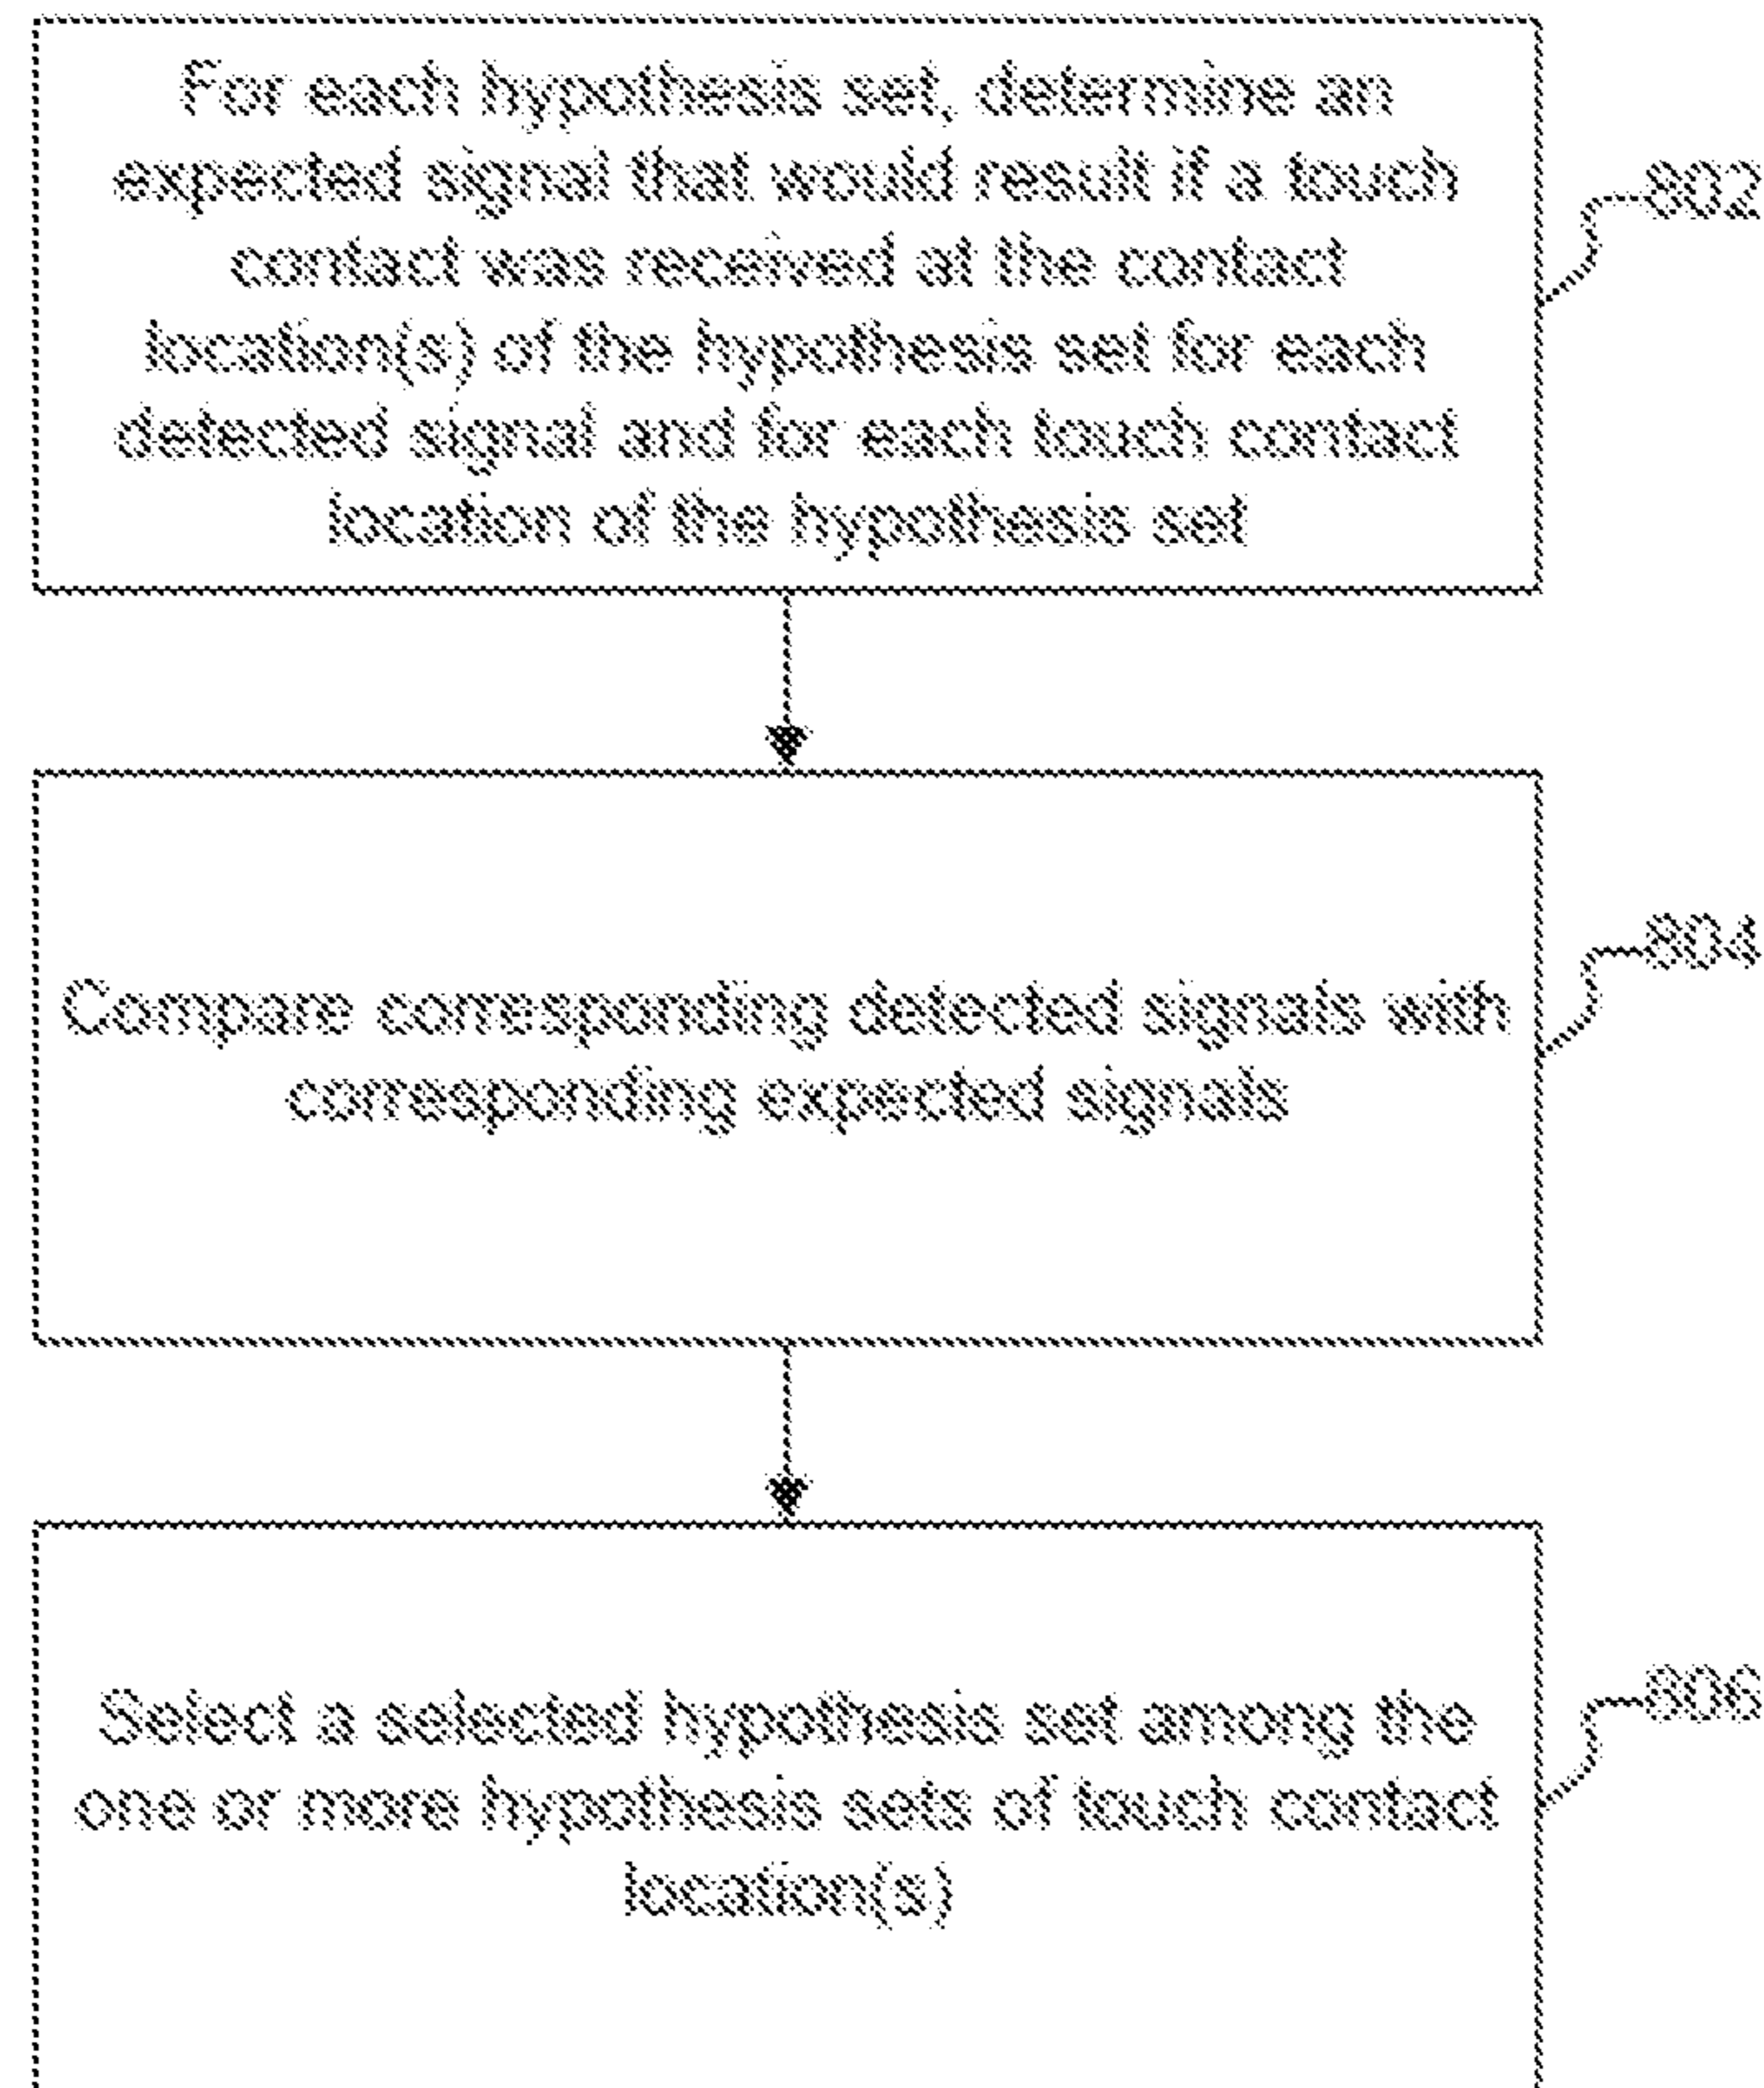 For each hypothesis set, determine an
expected signal that would result if a touch
contact was received at the contact
location(s) of the hypothesis set for each
detected signal and for each touch contact
location of the hypothesis set
802
Compare corresponding detected signals with
corresponding expected signals
804
Select a selected hypothesis set among the
one or more hypothesis sets of touch contact
location(s)
806